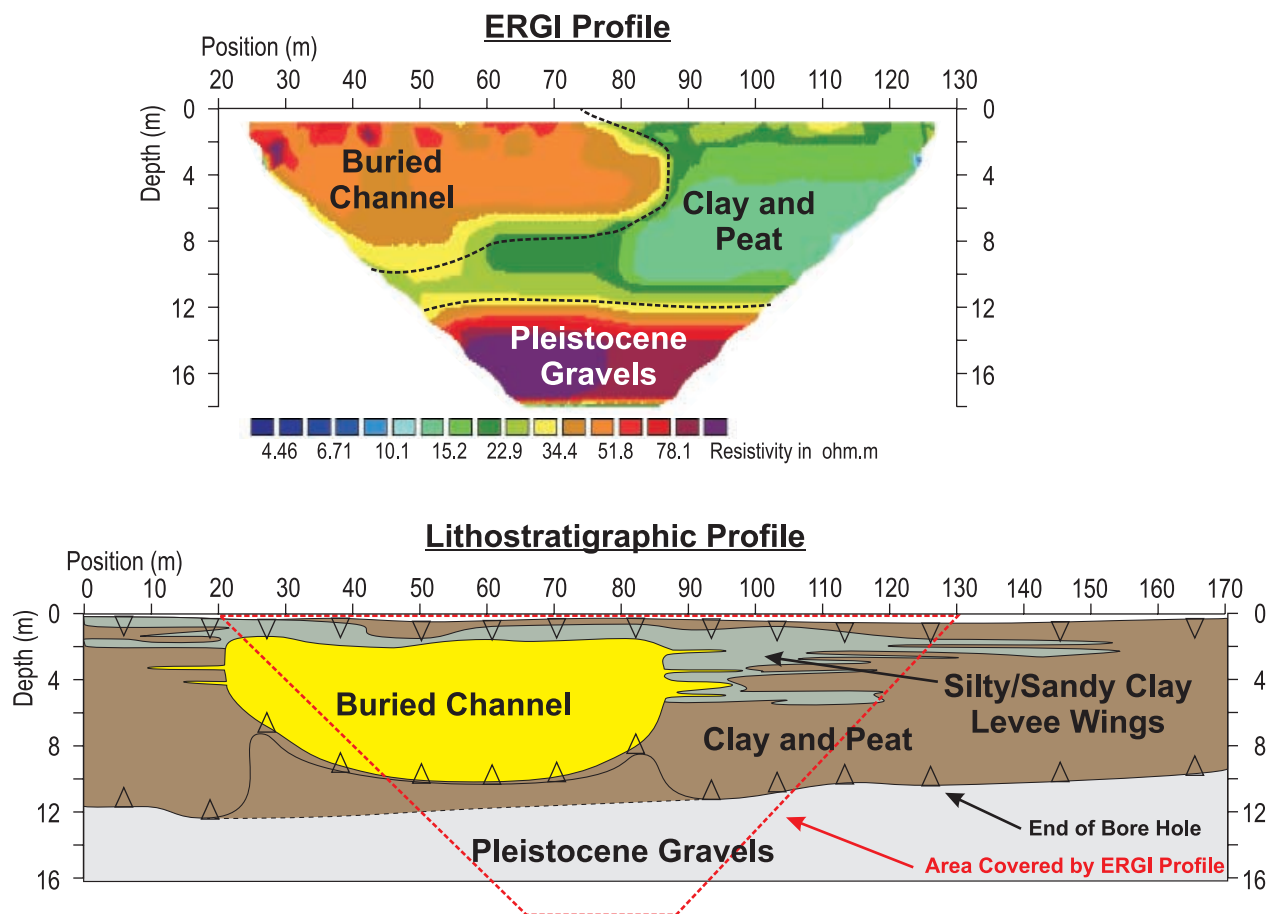 ERGI Profile
Position (m)
20 30 40 50 60 70 80 90 100 110 120 130
Depth (m)
0 0
4 4
8 8
12 12
16 16
Buried
Channel
Clay and
Peat
Pleistocene
Gravels
4.46 6.71 10.1 15.2 22.9 34.4 51.8 78.1 Resistivity in ohm.m
Lithostratigraphic Profile
Position (m)
0 10 20 30 40 50 60 70 80 90 100 110 120 130 140 150 160 170
Depth (m)
0 0
4 4
8 8
12 12
16 16
Buried Channel
Silty/Sandy Clay
Levee Wings
Clay and Peat
End of Bore Hole
Pleistocene Gravels
Area Covered by ERGI Profile